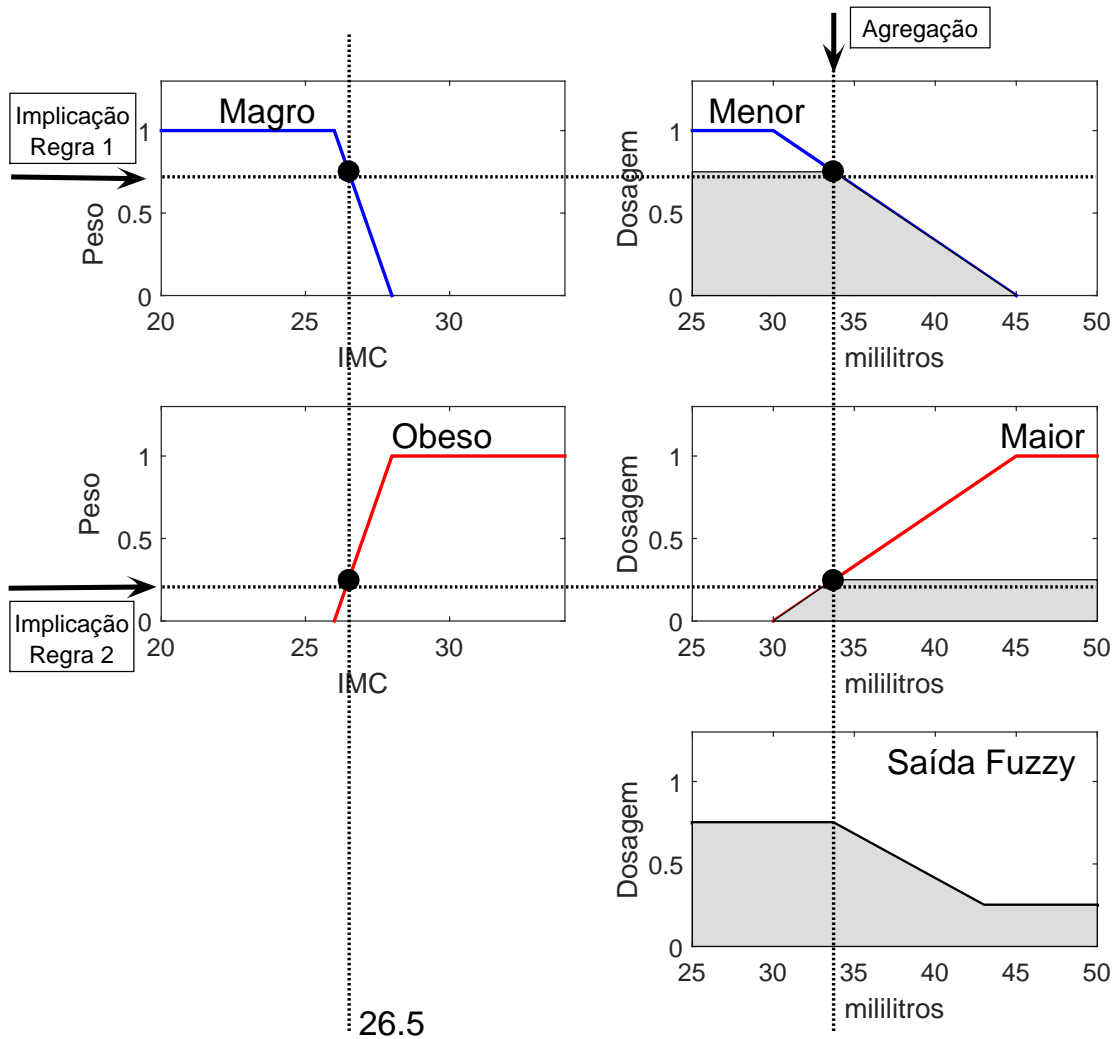 Agregação
Implicação
Regra 1
Magro
Peso
1
0.5
0
20
25
30
IMC
Menor
Dosagem
1
0.5
0
25
30
35
40
45
50
mililitros
Implicação
Regra 2
Obeso
Peso
1
0.5
0
20
25
30
IMC
Maior
Dosagem
1
0.5
0
25
30
35
40
45
50
mililitros
Saída Fuzzy
Dosagem
1
0.5
0
25
30
35
40
45
50
mililitros
26.5